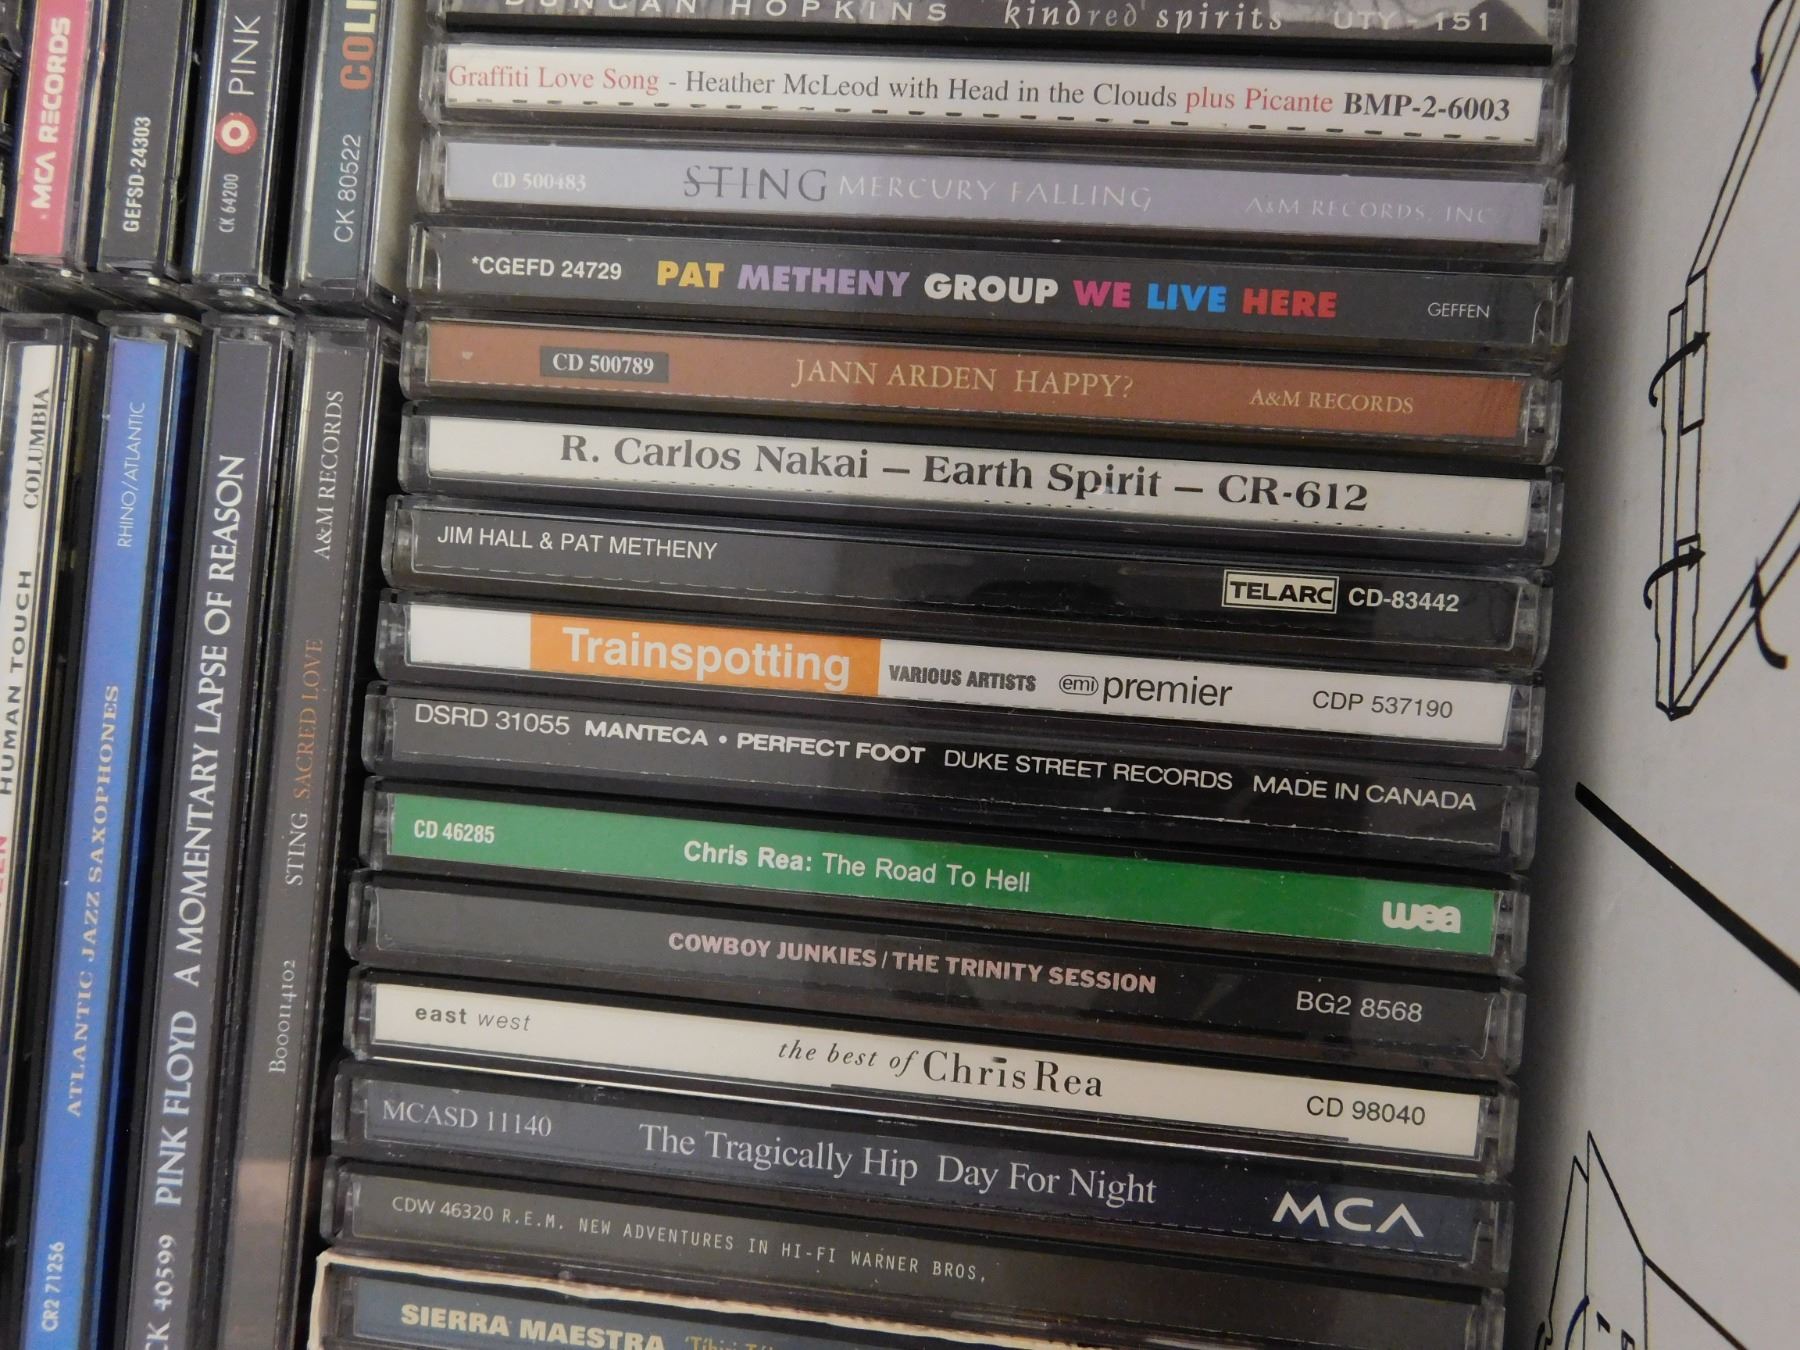 MCA RECORDS
GEFSD-24303
CK 64200 PINK
CK 80522
HUMAN TOUCH COLUMBIA
CR2 71256 ATLANTIC JAZZ SAXOPHONES RHINO/ATLANTIC
CK 40599 PINK FLOYD A MOMENTARY LAPSE OF REASON
B00011402 STING SACRED LOVE A&M RECORDS
DUNCAN HOPKINS kindred spirits UTY - 151
Graffiti Love Song - Heather McLeod with Head in the Clouds plus Picante BMP-2-6003
CD 500483 STING MERCURY FALLING A&M RECORDS, INC
*CGEFD 24729 PAT METHENY GROUP WE LIVE HERE GEFFEN
CD 500789 JANN ARDEN HAPPY? A&M RECORDS
R. Carlos Nakai – Earth Spirit – CR-612
JIM HALL & PAT METHENY TELARC CD-83442
Trainspotting VARIOUS ARTISTS emi premier CDP 537190
DSRD 31055 MANTECA • PERFECT FOOT DUKE STREET RECORDS MADE IN CANADA
CD 46285 Chris Rea: The Road To Hell wea
COWBOY JUNKIES / THE TRINITY SESSION BG2 8568
east west the best of Chris Rea CD 98040
MCASD 11140 The Tragically Hip Day For Night MCA
CDW 46320 R.E.M. NEW ADVENTURES IN HI-FI WARNER BROS.
SIERRA MAESTRA